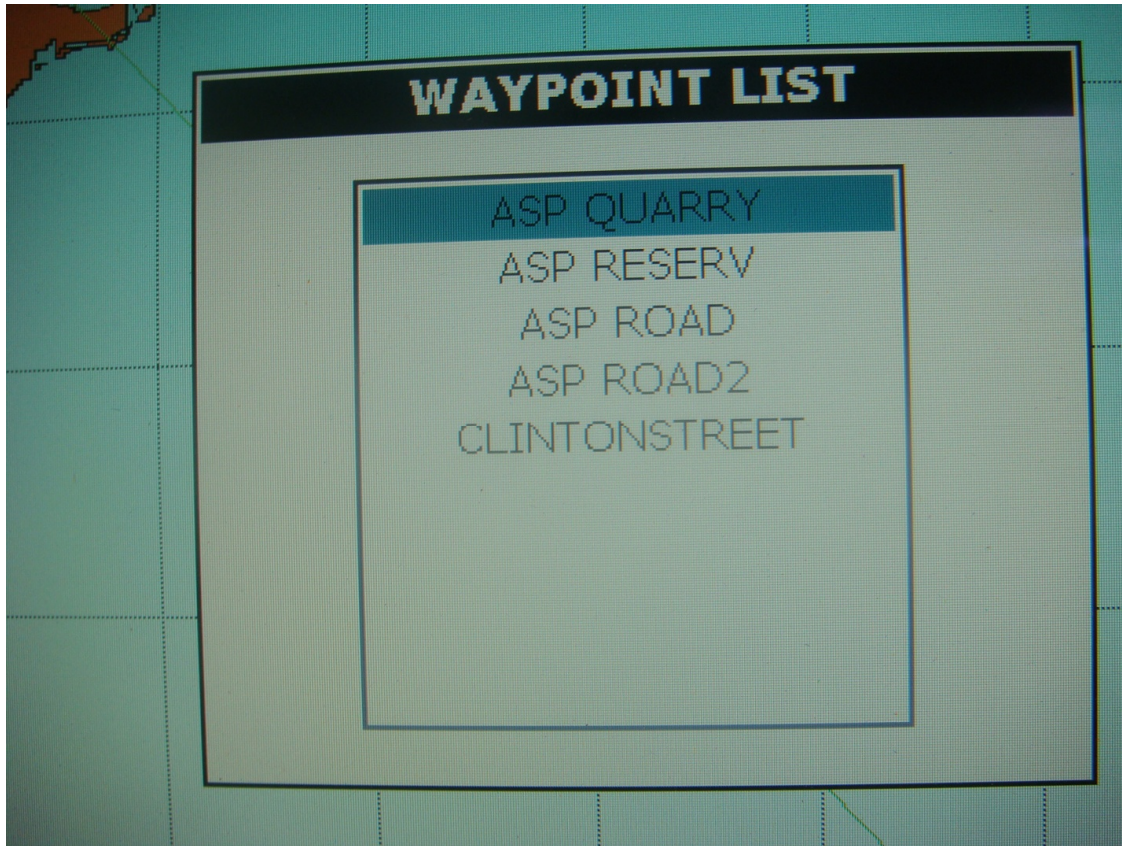 WAYPOINT LIST
ASP QUARRY
ASP RESERV
ASP ROAD
ASP ROAD2
CLINTONSTREET